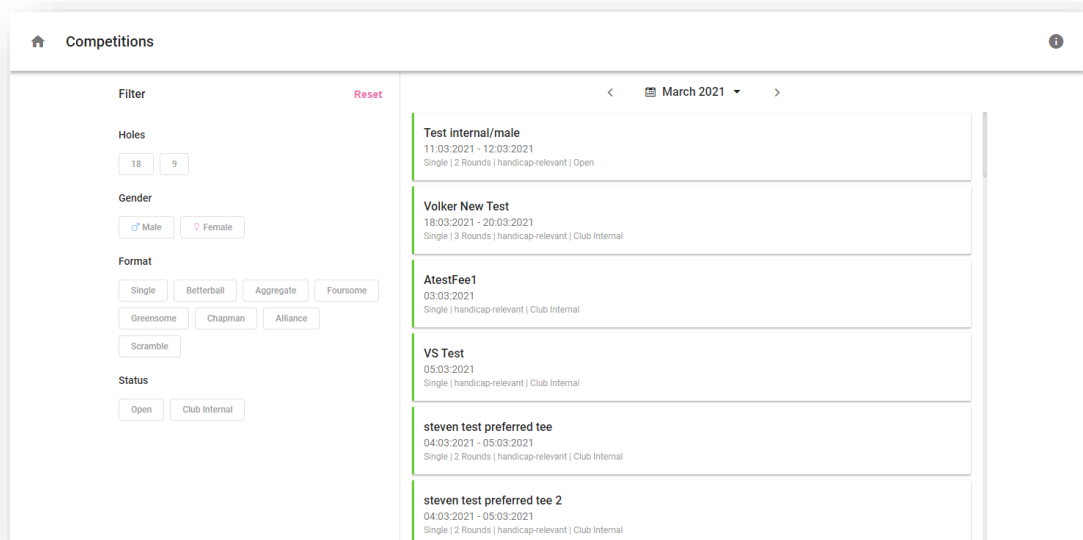 Competitions
Filter
Reset
Holes
18
9
Gender
♂ Male
♀ Female
Format
Single
Betterball
Aggregate
Foursome
Greensome
Chapman
Alliance
Scramble
Status
Open
Club Internal
March 2021
Test internal/male
11:03:2021 - 12:03:2021
Single | 2 Rounds | handicap-relevant | Open
Volker New Test
18:03:2021 - 20:03:2021
Single | 3 Rounds | handicap-relevant | Club Internal
AtestFee1
03:03:2021
Single | handicap-relevant | Club Internal
VS Test
05:03:2021
Single | handicap-relevant | Club Internal
steven test preferred tee
04:03:2021 - 05:03:2021
Single | 2 Rounds | handicap-relevant | Club Internal
steven test preferred tee 2
04:03:2021 - 05:03:2021
Single | 2 Rounds | handicap-relevant | Club Internal